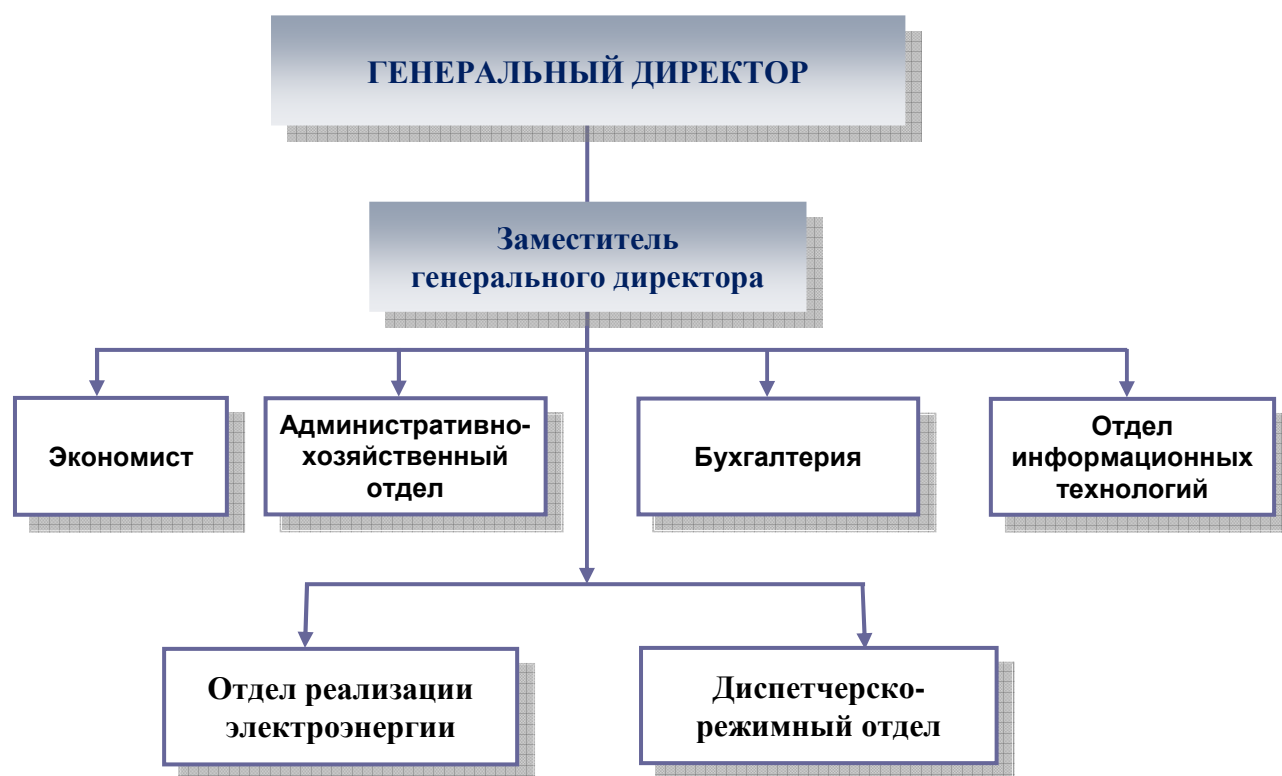 ГЕНЕРАЛЬНЫЙ ДИРЕКТОР
Заместитель
генерального директора
Экономист
Административно-
хозяйственный
отдел
Бухгалтерия
Отдел
информационных
технологий
Отдел реализации
электроэнергии
Диспетчерско-
режимный отдел